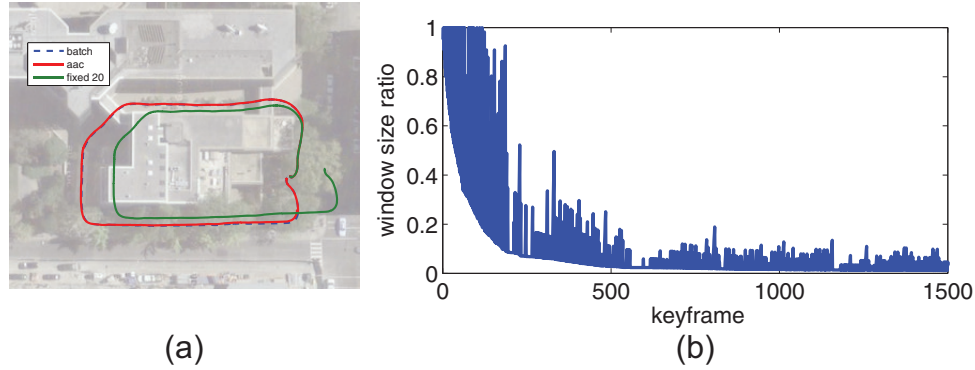 batch
aac
fixed 20
(a)
window size ratio
1
0.8
0.6
0.4
0.2
0
0
500
1000
1500
keyframe
(b)